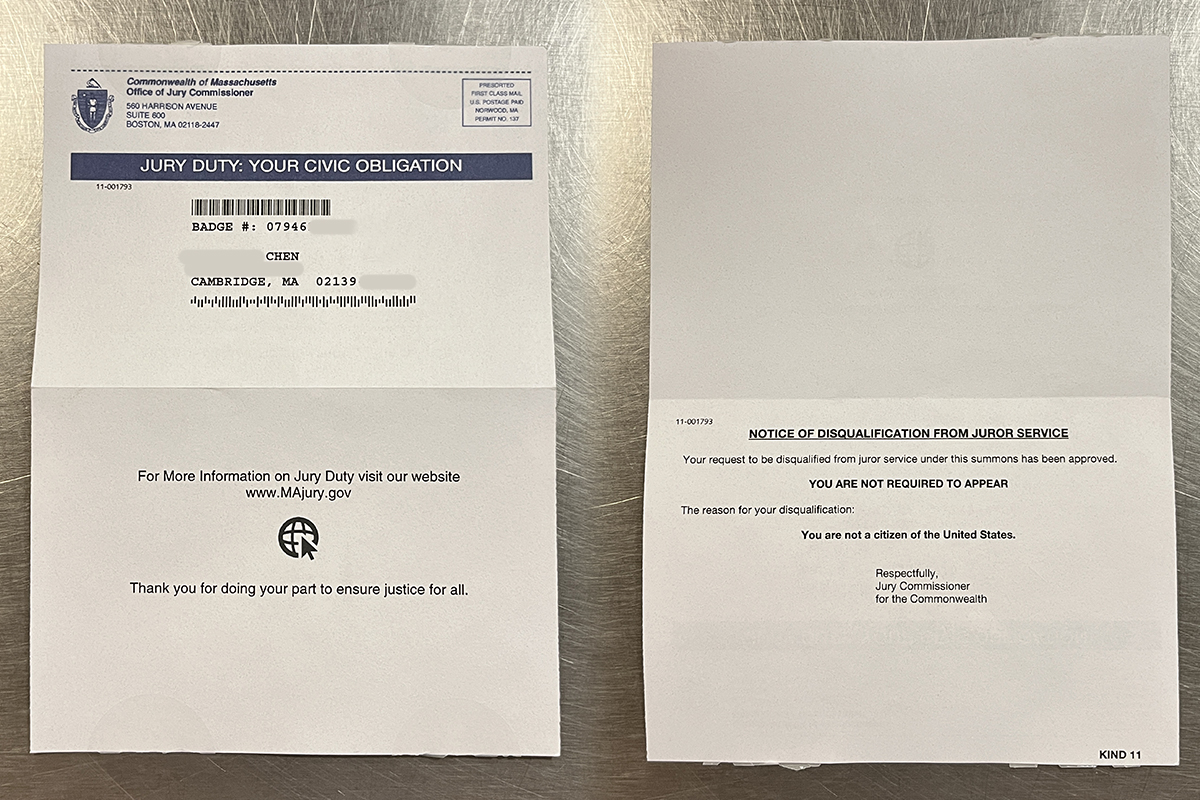 Commonwealth of Massachusetts
Office of Jury Commissioner
560 HARRISON AVENUE
SUITE 600
BOSTON, MA 02118-2447
PRESORTED
FIRST CLASS MAIL
U.S. POSTAGE PAID
NORWOOD, MA
PERMIT NO. 137
JURY DUTY: YOUR CIVIC OBLIGATION
11-001793
BADGE #: 07946
CHEN
CAMBRIDGE, MA 02139
For More Information on Jury Duty visit our website
www.MAjury.gov
Thank you for doing your part to ensure justice for all.
11-001793
NOTICE OF DISQUALIFICATION FROM JUROR SERVICE
Your request to be disqualified from juror service under this summons has been approved.
YOU ARE NOT REQUIRED TO APPEAR
The reason for your disqualification:
You are not a citizen of the United States.
Respectfully,
Jury Commissioner
for the Commonwealth
KIND 11